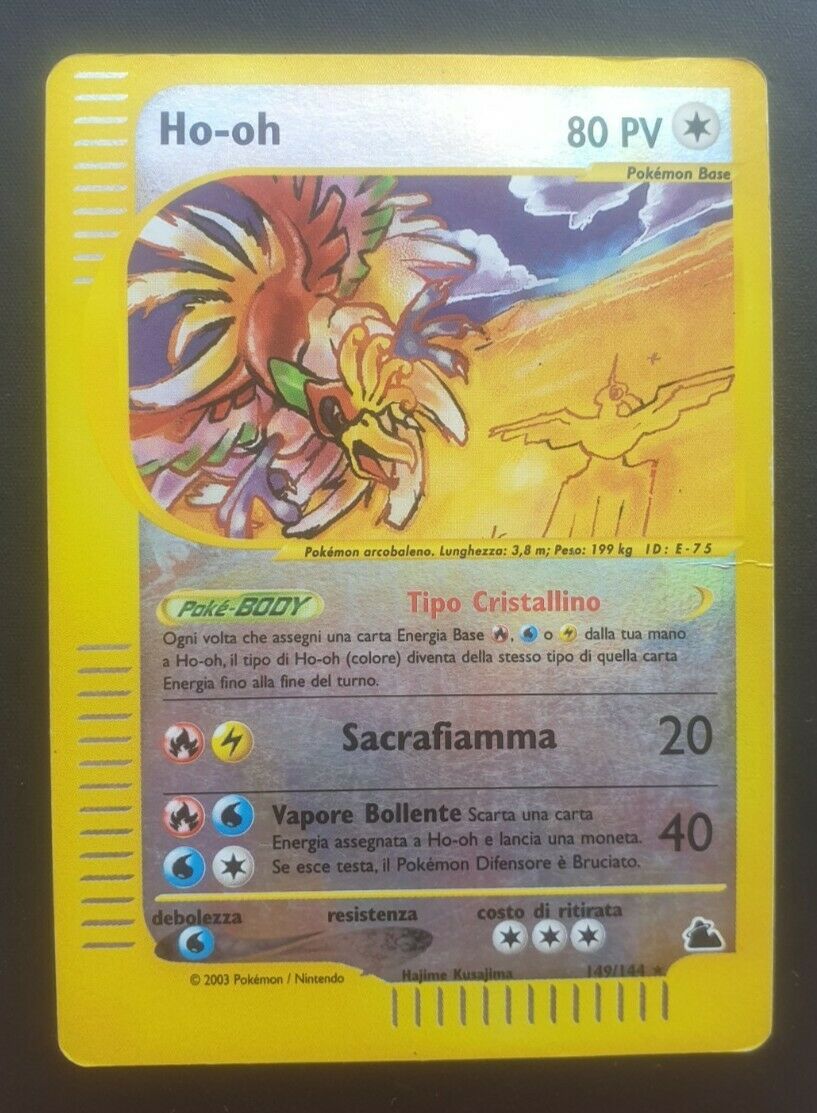 Ho-oh
80 PV
Pokémon Base
Pokémon arcobaleno. Lunghezza: 3,8 m; Peso: 199 kg ID: E-75
Poké-BODY Tipo Cristallino
Ogni volta che assegni una carta Energia Base , o dalla tua mano
a Ho-oh, il tipo di Ho-oh (colore) diventa della stesso tipo di quella carta
Energia fino alla fine del turno.
Sacrafiamma 20
Vapore Bollente Scarta una carta
Energia assegnata a Ho-oh e lancia una moneta.
Se esce testa, il Pokémon Difensore è Bruciato.
40
debolezza resistenza costo di ritirata
© 2003 Pokémon / Nintendo Hajime Kusajima 149/144 ★